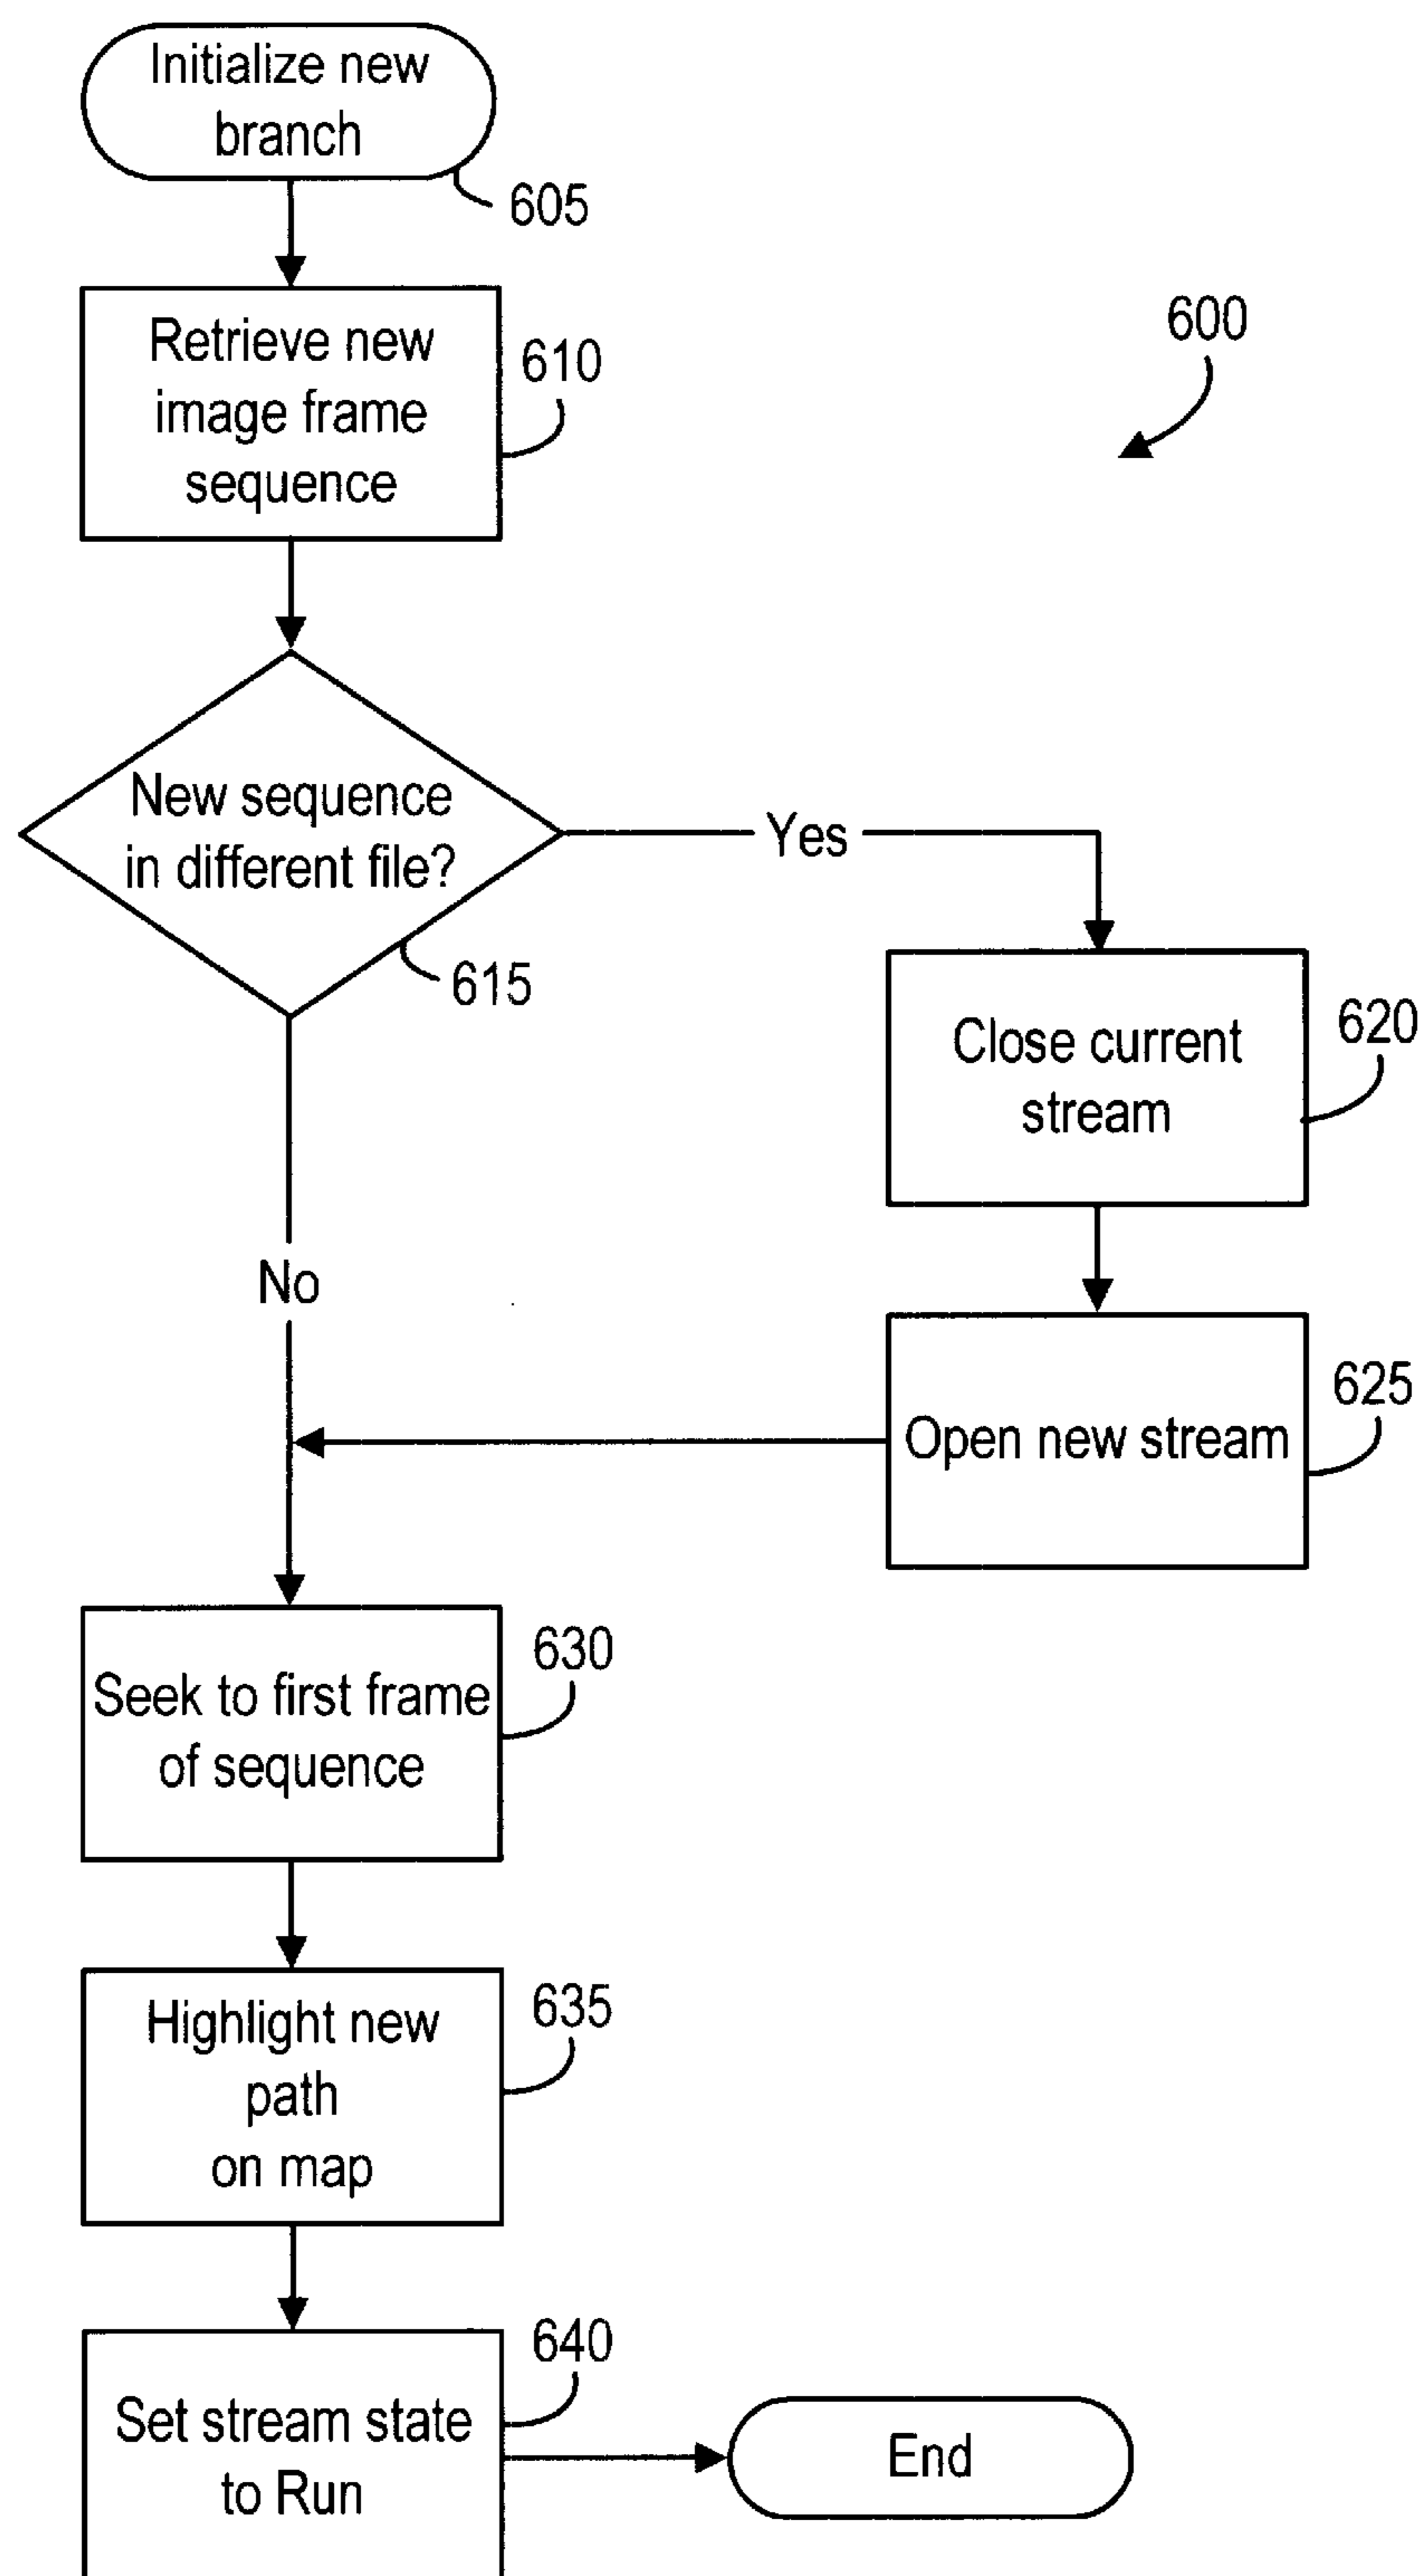 Initialize new
branch
605
Retrieve new
image frame
sequence
610
600
New sequence
in different file?
615
Yes
Close current
stream
620
No
Open new stream
625
Seek to first frame
of sequence
630
Highlight new
path
on map
635
Set stream state
to Run
640
End